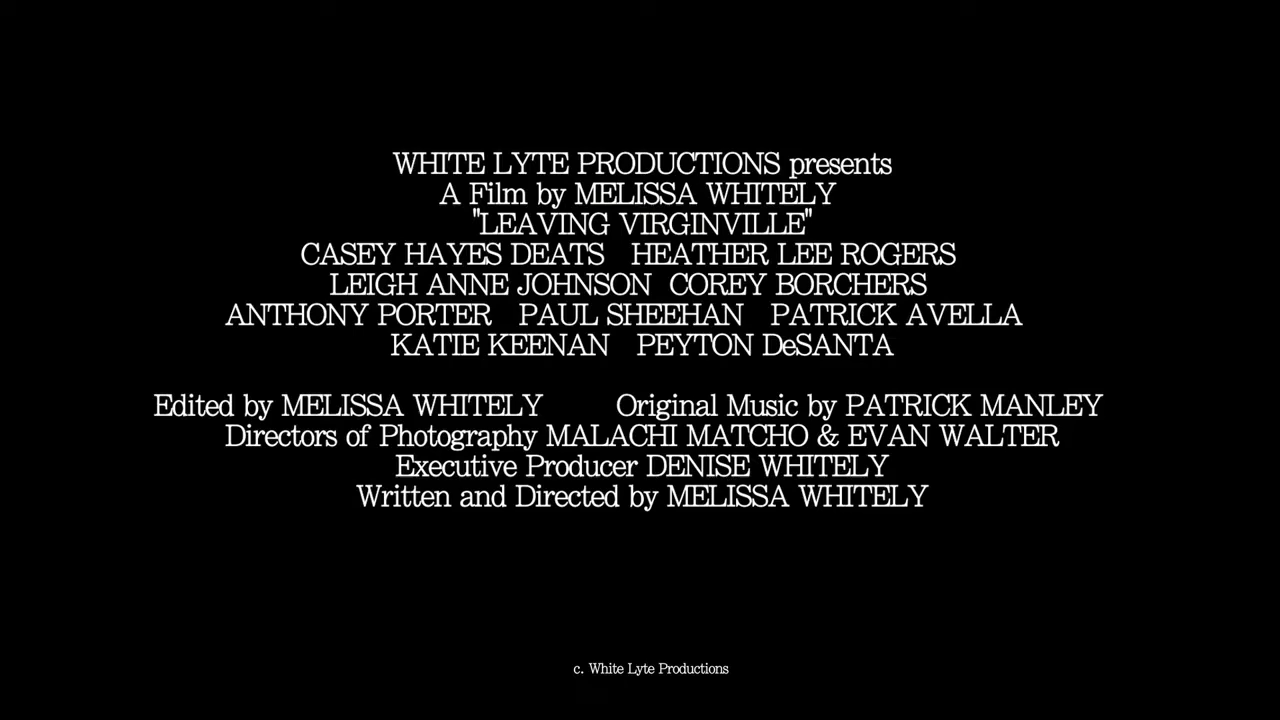 WHITE LYTE PRODUCTIONS presents
A Film by MELISSA WHITELY
"LEAVING VIRGINVILLE"
CASEY HAYES DEATS HEATHER LEE ROGERS
LEIGH ANNE JOHNSON COREY BORCHERS
ANTHONY PORTER PAUL SHEEHAN PATRICK AVELLA
KATIE KEENAN PEYTON DeSANTA
Edited by MELISSA WHITELY Original Music by PATRICK MANLEY
Directors of Photography MALACHI MATCHO & EVAN WALTER
Executive Producer DENISE WHITELY
Written and Directed by MELISSA WHITELY
c. White Lyte Productions